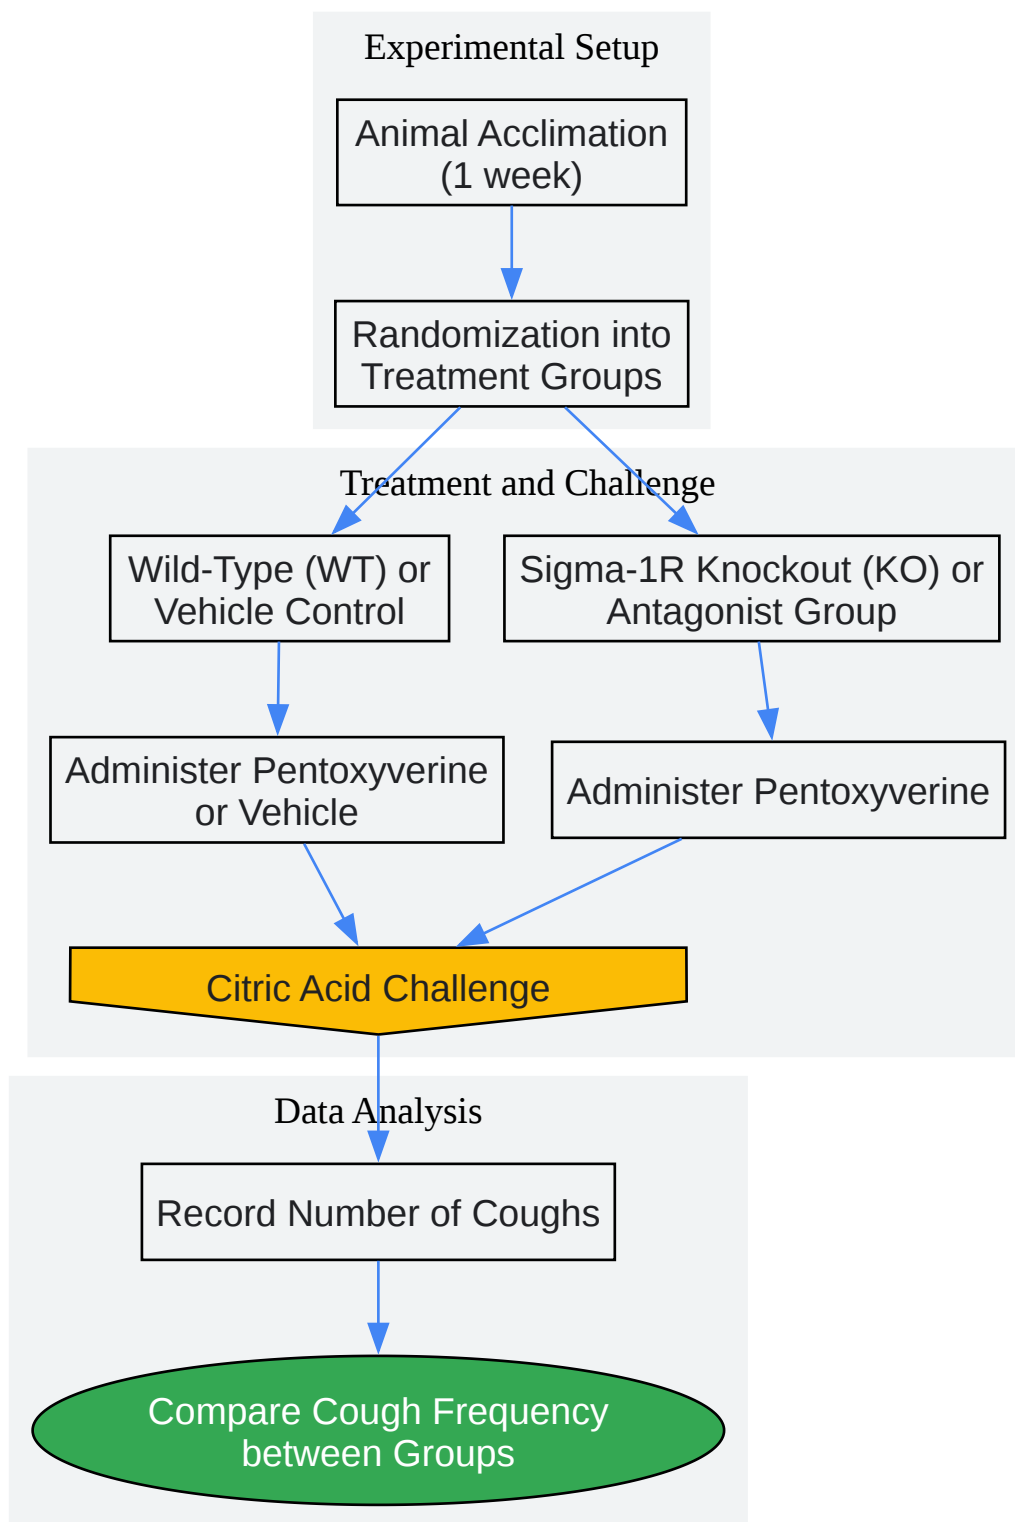 Experimental Setup
Animal Acclimation
(1 week)
Randomization into
Treatment Groups
Treatment and Challenge
Wild-Type (WT) or
Vehicle Control
Sigma-1R Knockout (KO) or
Antagonist Group
Administer Pentoxyverine
or Vehicle
Administer Pentoxyverine
Citric Acid Challenge
Data Analysis
Record Number of Coughs
Compare Cough Frequency
between Groups